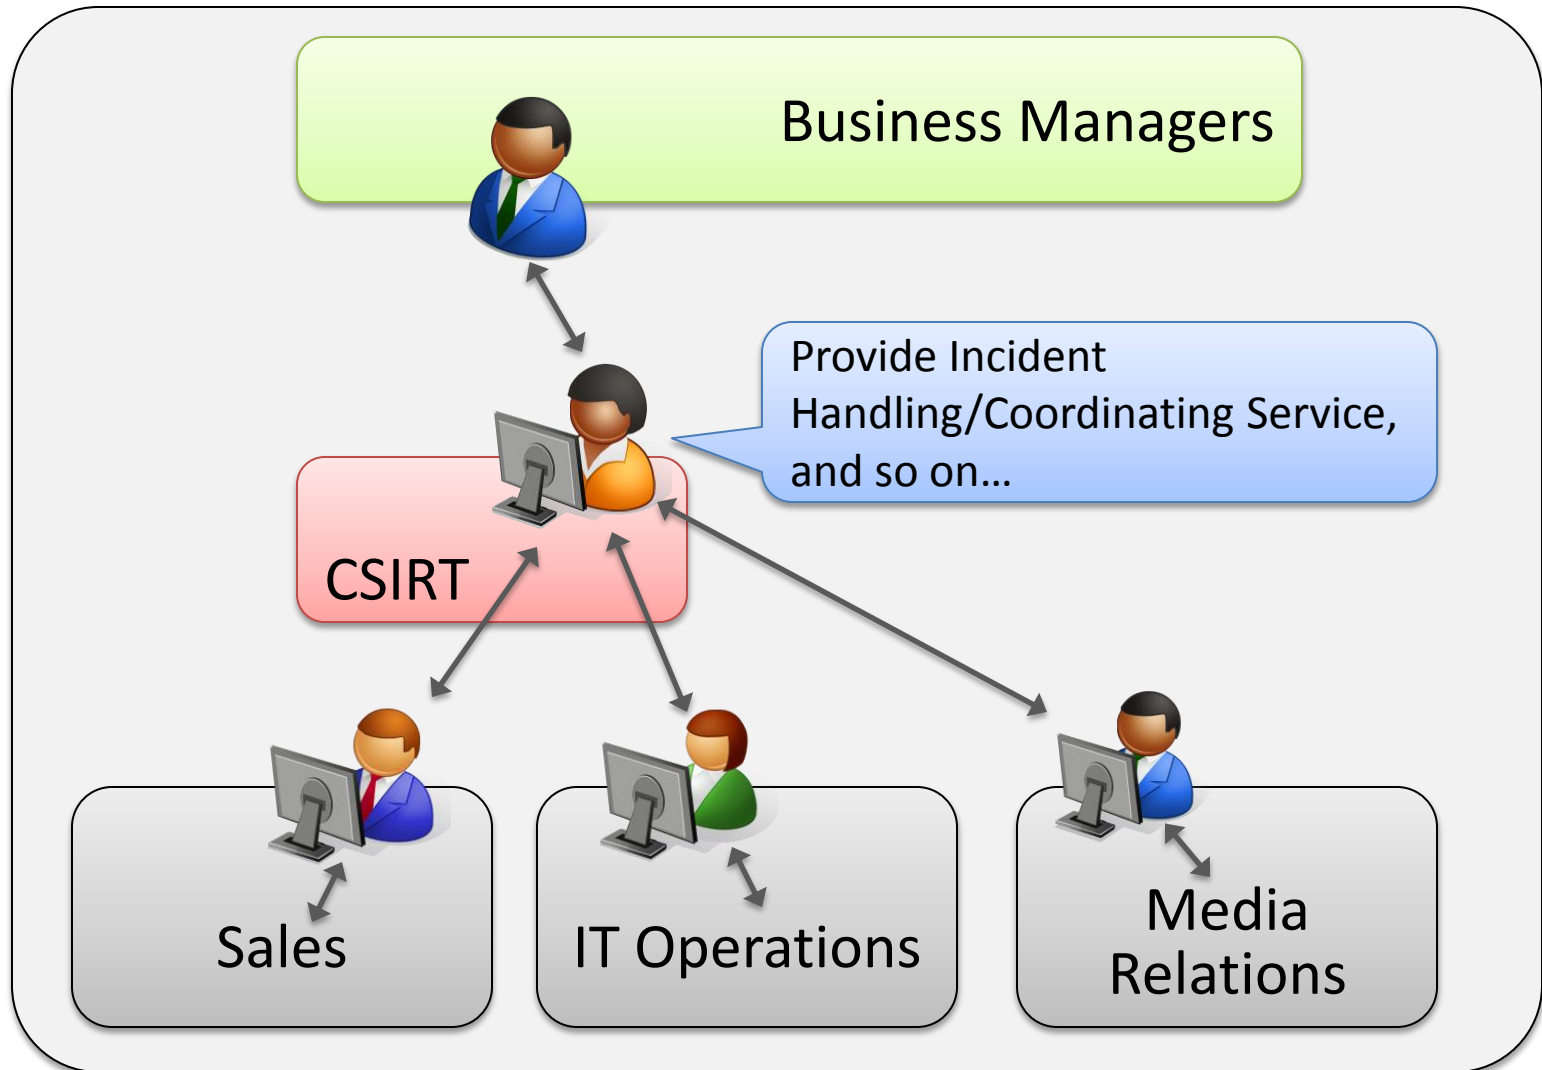 Business Managers
Provide Incident
Handling/Coordinating Service,
and so on...
CSIRT
Sales
IT Operations
Media
Relations